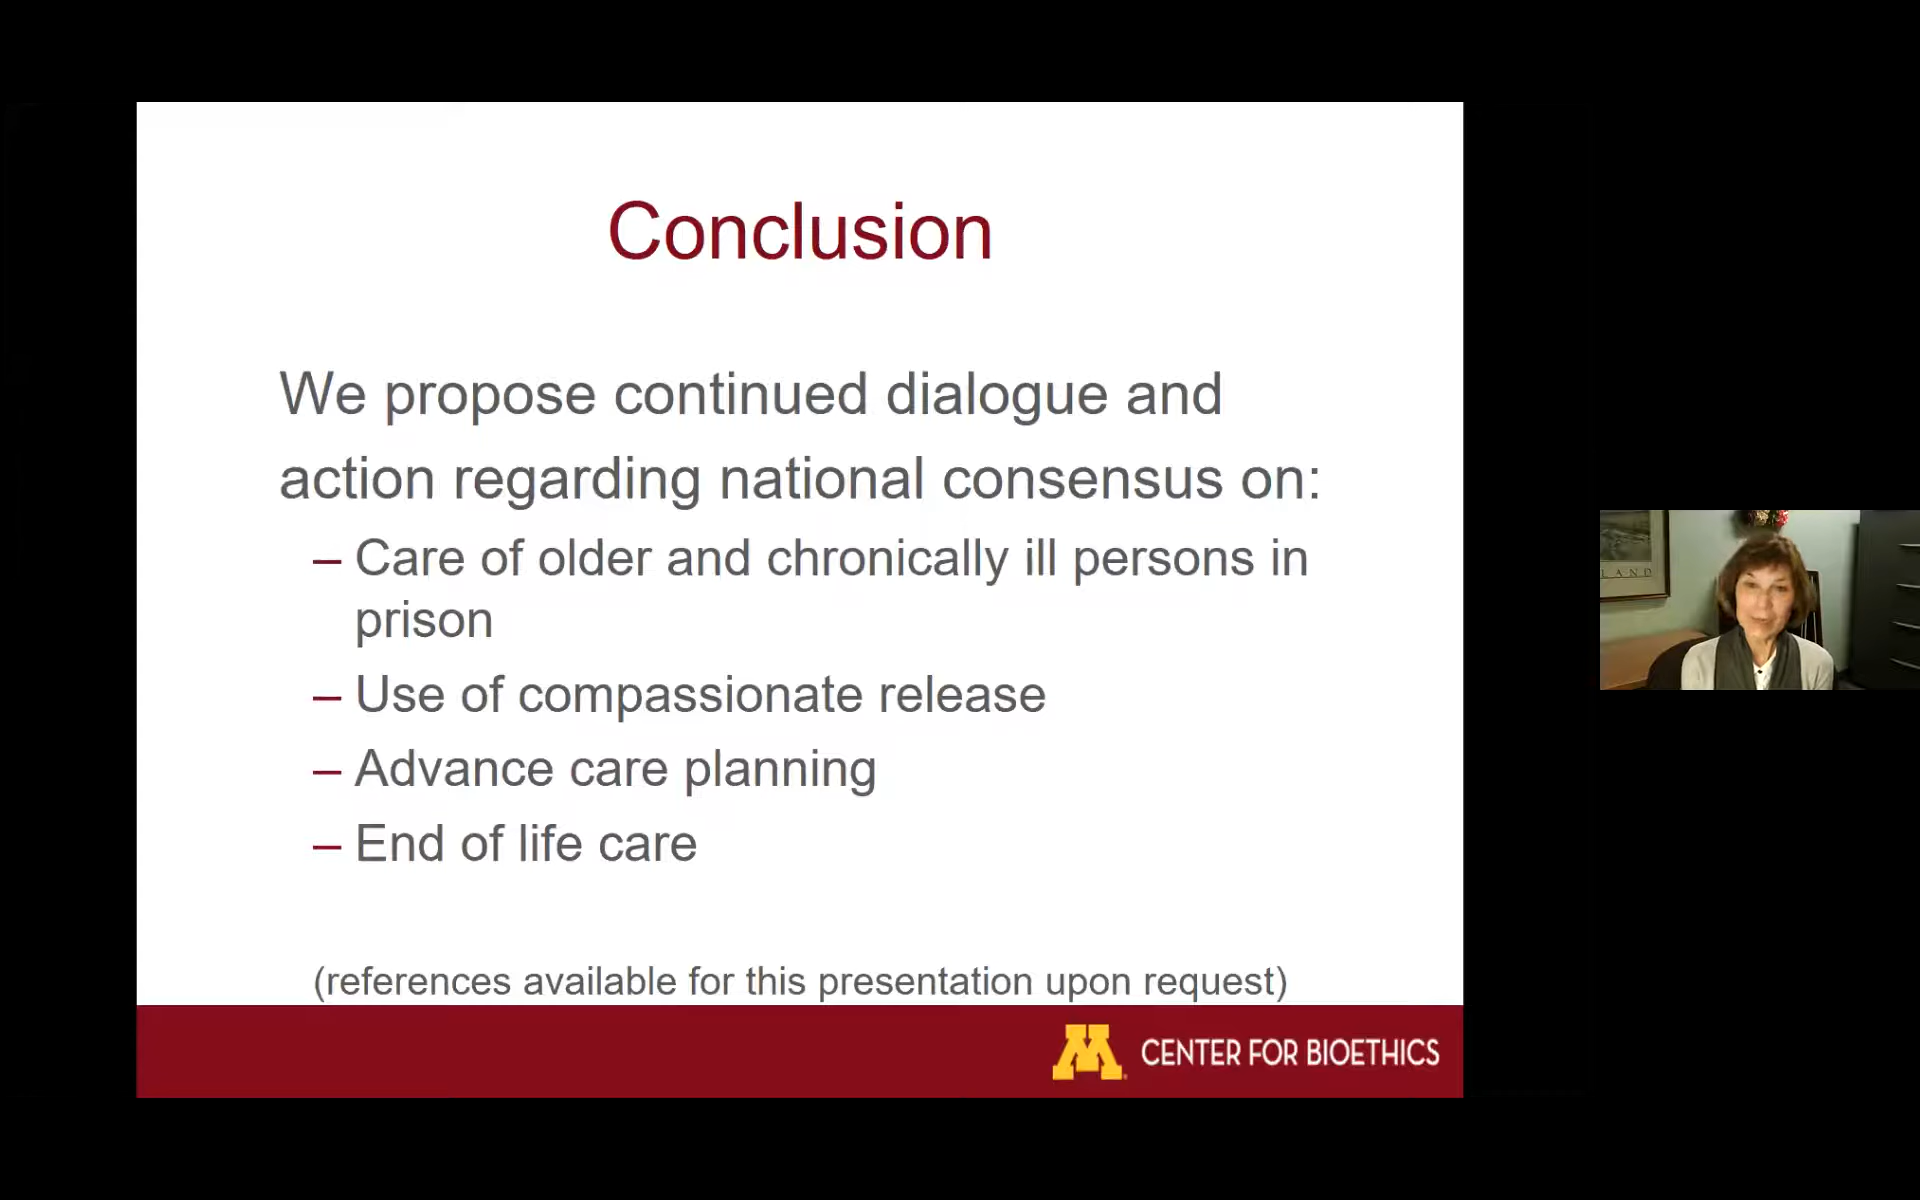 Conclusion
We propose continued dialogue and
action regarding national consensus on:
– Care of older and chronically ill persons in
prison
– Use of compassionate release
– Advance care planning
– End of life care
(references available for this presentation upon request)
M CENTER FOR BIOETHICS
LAND